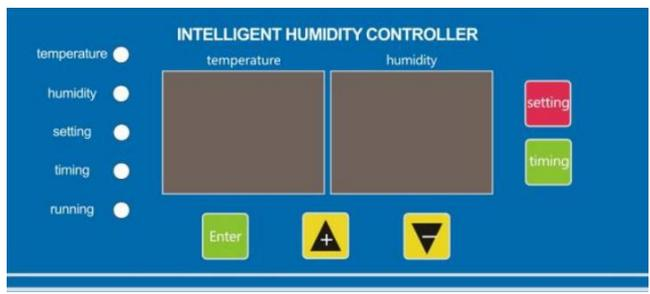 INTELLIGENT HUMIDITY CONTROLLER
temperature
humidity
setting
timing
running
temperature humidity
setting
timing
Enter + −